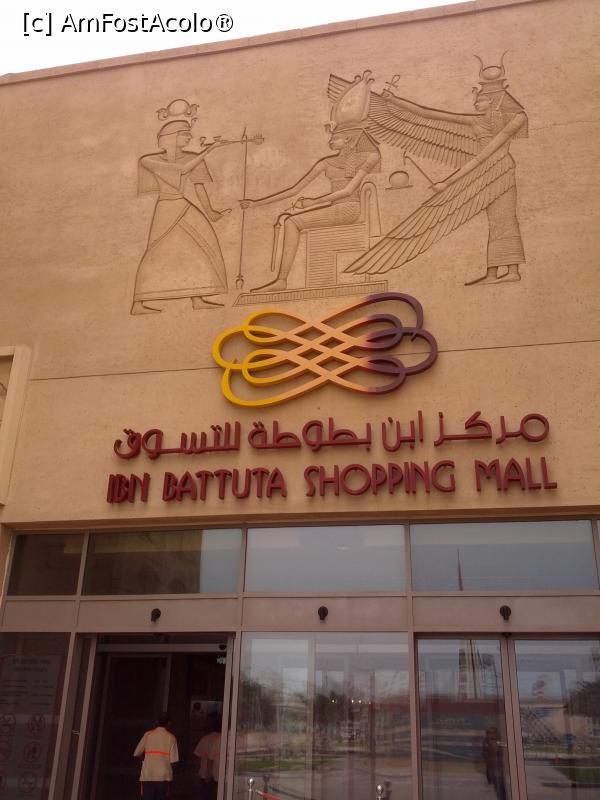 [c] AmFostAcolo®
مركز ابن بطوطة للتسوق
IBN BATTUTA SHOPPING MALL